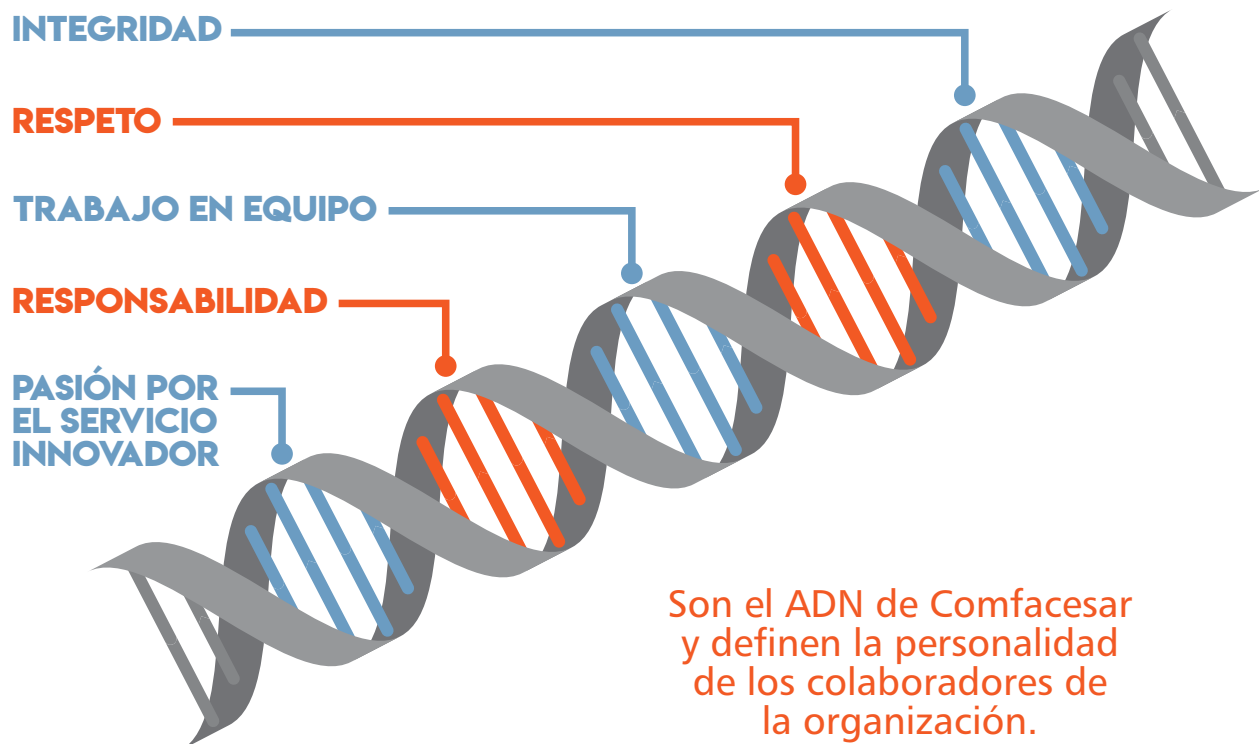 INTEGRIDAD
RESPETO
TRABAJO EN EQUIPO
RESPONSABILIDAD
PASIÓN POR
EL SERVICIO
INNOVADOR
Son el ADN de Comfacesar
y definen la personalidad
de los colaboradores de
la organización.